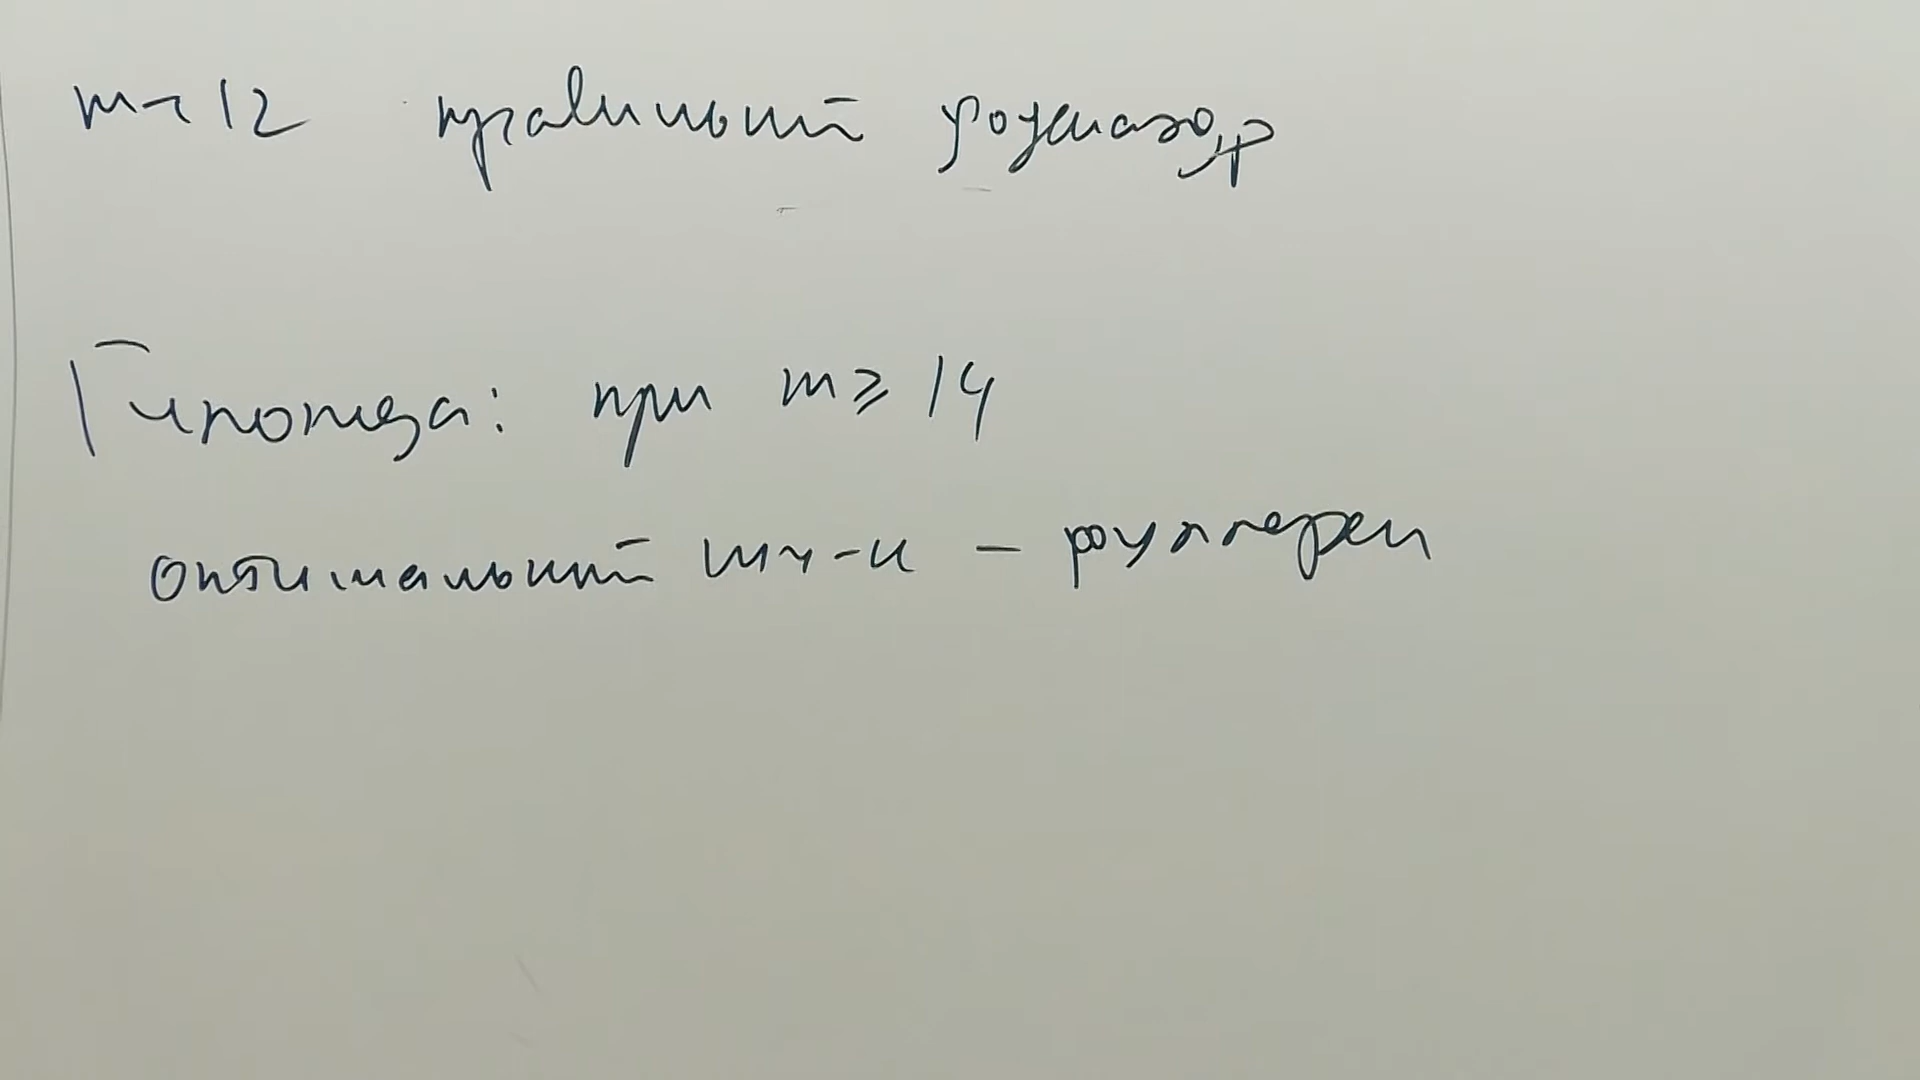 m=12 правильный додекаэдр
Гипотеза: при m ≥ 14
оптимальный мн-к — фуллерен